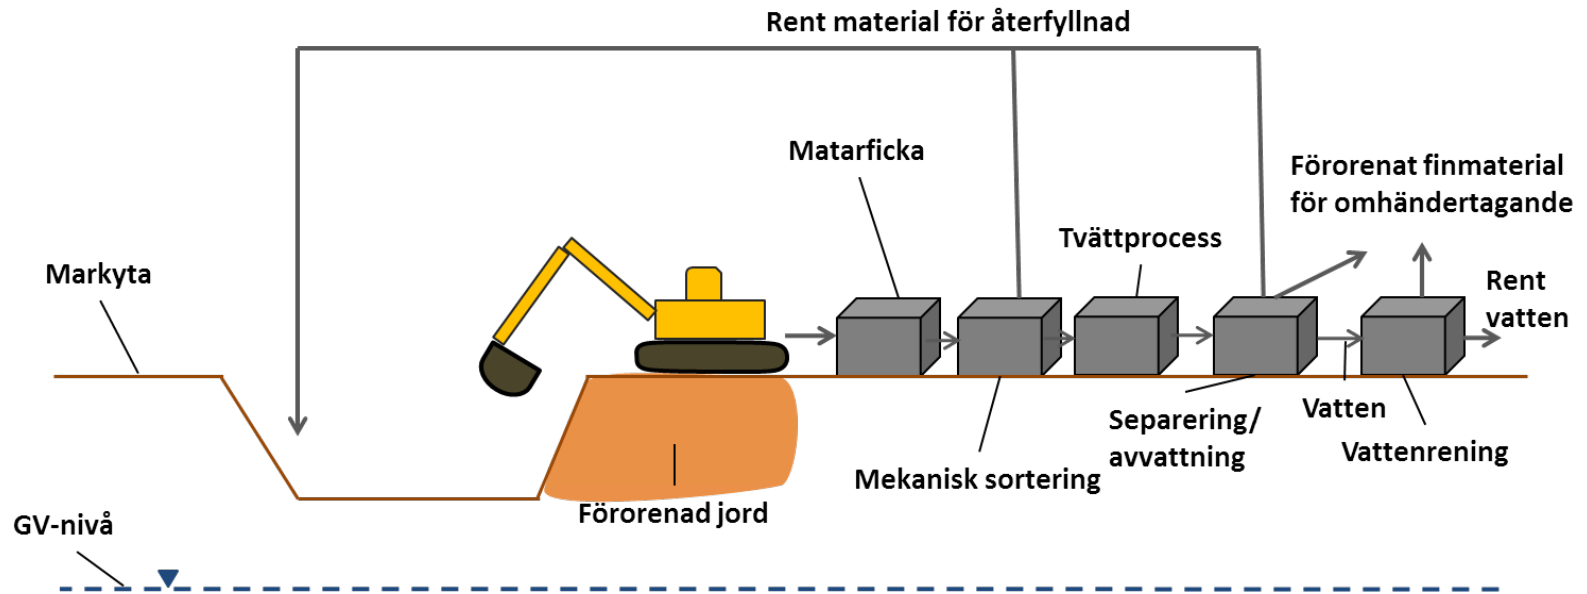 Rent material för återfyllnad
Matarficka
Förorenat finmaterial
för omhändertagande
Tvättprocess
Markyta
Rent
vatten
Separering/
avvattning
Vatten
Vattenrening
Mekanisk sortering
Förorenad jord
GV-nivå